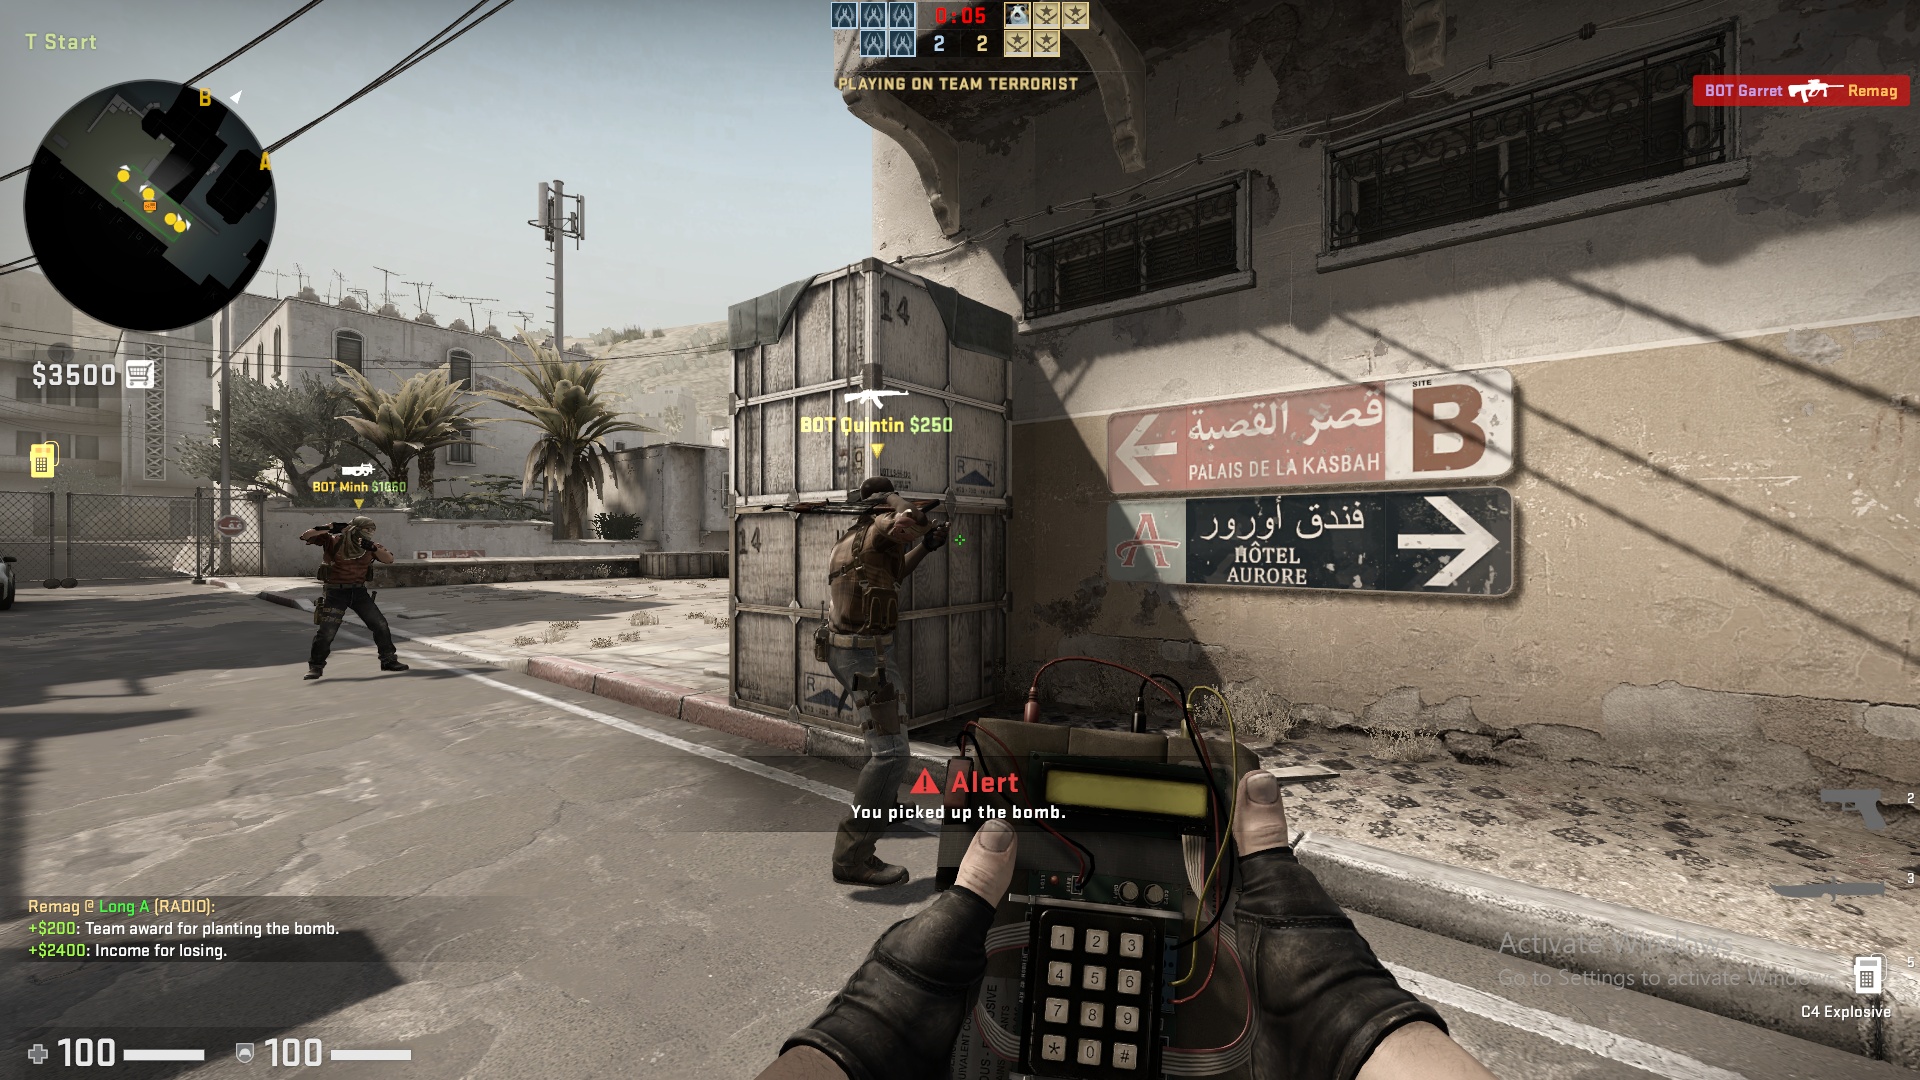 T Start
0:05
2 2
PLAYING ON TEAM TERRORIST
BOT Garret Remag
B
A
$3500
14
BOT Quintin $250
BOT Minh $1050
R T
SITE
قصر القصبة
PALAIS DE LA KASBAH
B
A
فندق أورور
HÔTEL
AURORE
14
R
Alert
You picked up the bomb.
2
3
Remag @ Long A (RADIO):
+$200: Team award for planting the bomb.
+$2400: Income for losing.
Activate Windows
Go to Settings to activate Windows
5
C4 Explosive
1 2 3
4 5 6
7 8 9
* 0 #
100 100